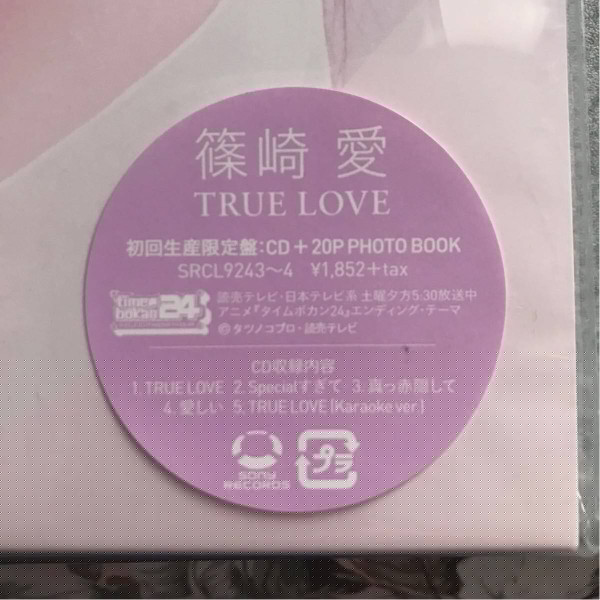 篠崎 愛
TRUE LOVE
初回生産限定盤:CD+20P PHOTO BOOK
SRCL9243〜4 ¥1,852+tax
time bokan 24
読売テレビ・日本テレビ系 土曜夕方5:30放送中
アニメ『タイムボカン24』エンディング・テーマ
©タツノコプロ・読売テレビ
CD収録内容
1. TRUE LOVE 2. Specialすぎて 3. 真っ赤隠して
4. 愛しい 5. TRUE LOVE [Karaoke ver.]
SONY RECORDS
プラ